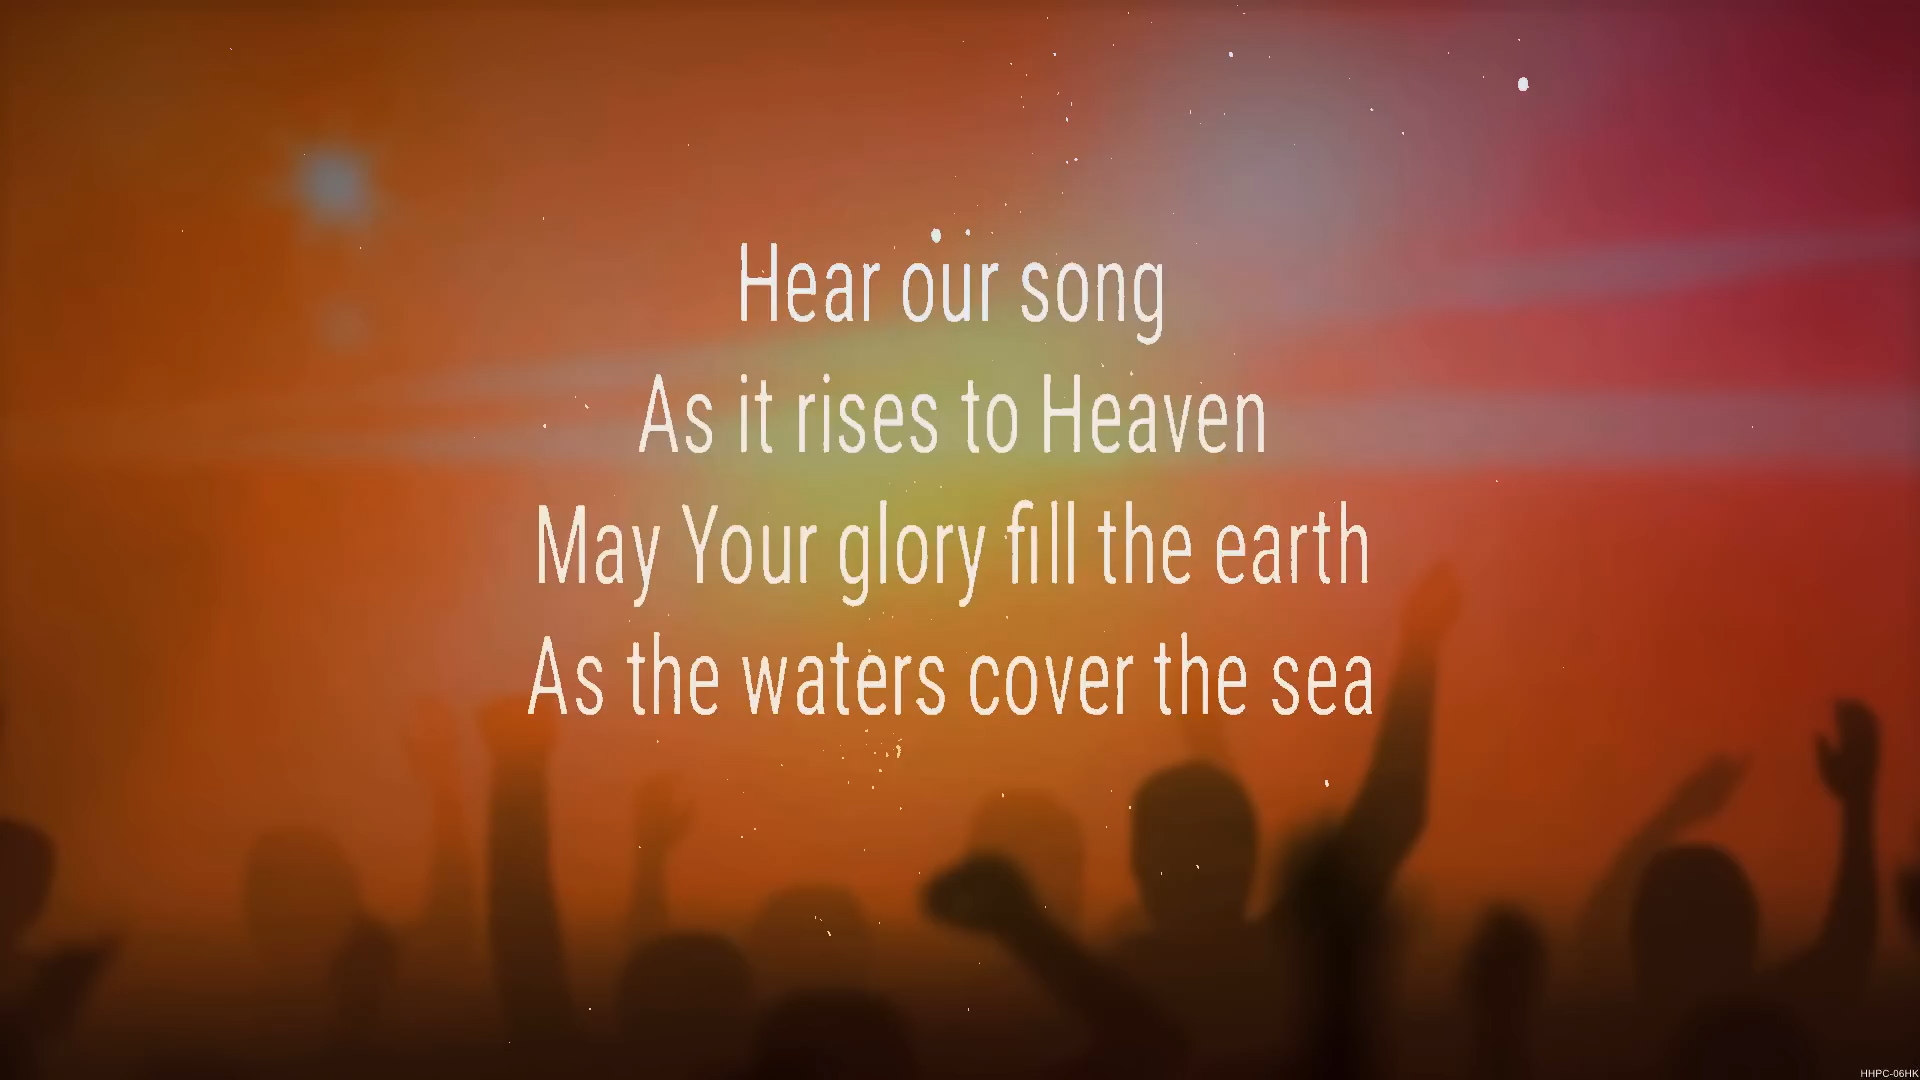 Hear our song
As it rises to Heaven
May Your glory fill the earth
As the waters cover the sea
HHPC-06HK